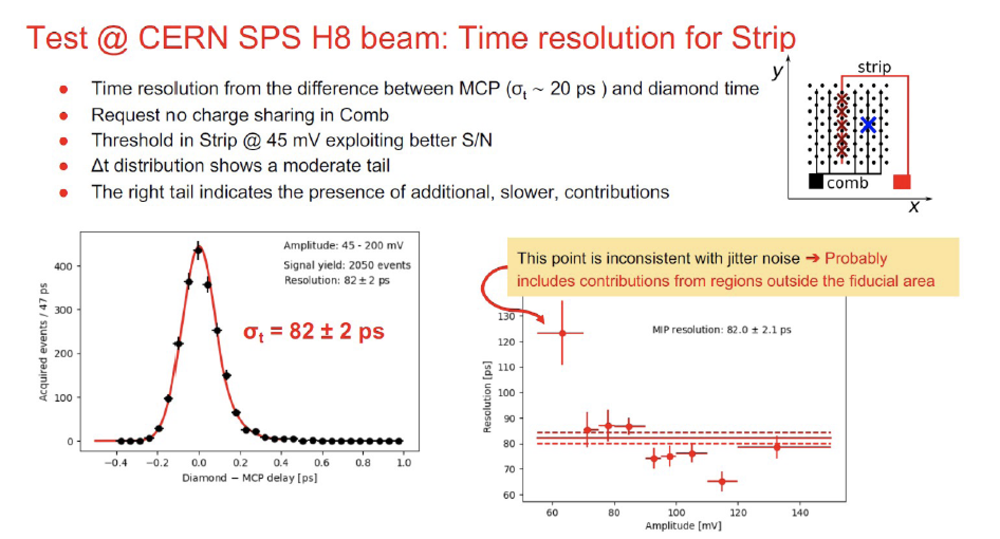 Test @ CERN SPS H8 beam: Time resolution for Strip
● Time resolution from the difference between MCP (σt ~ 20 ps ) and diamond time
● Request no charge sharing in Comb
● Threshold in Strip @ 45 mV exploiting better S/N
● Δt distribution shows a moderate tail
● The right tail indicates the presence of additional, slower, contributions
y
strip
comb
x
Amplitude: 45 - 200 mV
Signal yield: 2050 events
Resolution: 82 ± 2 ps
σt = 82 ± 2 ps
Acquired events / 47 ps
400
300
200
100
0
−0.4 −0.2 0.0 0.2 0.4 0.6 0.8 1.0
Diamond − MCP delay [ps]
This point is inconsistent with jitter noise ➔ Probably
includes contributions from regions outside the fiducial area
MIP resolution: 82.0 ± 2.1 ps
Resolution [ps]
130
120
110
100
90
80
70
60
60 80 100 120 140
Amplitude [mV]